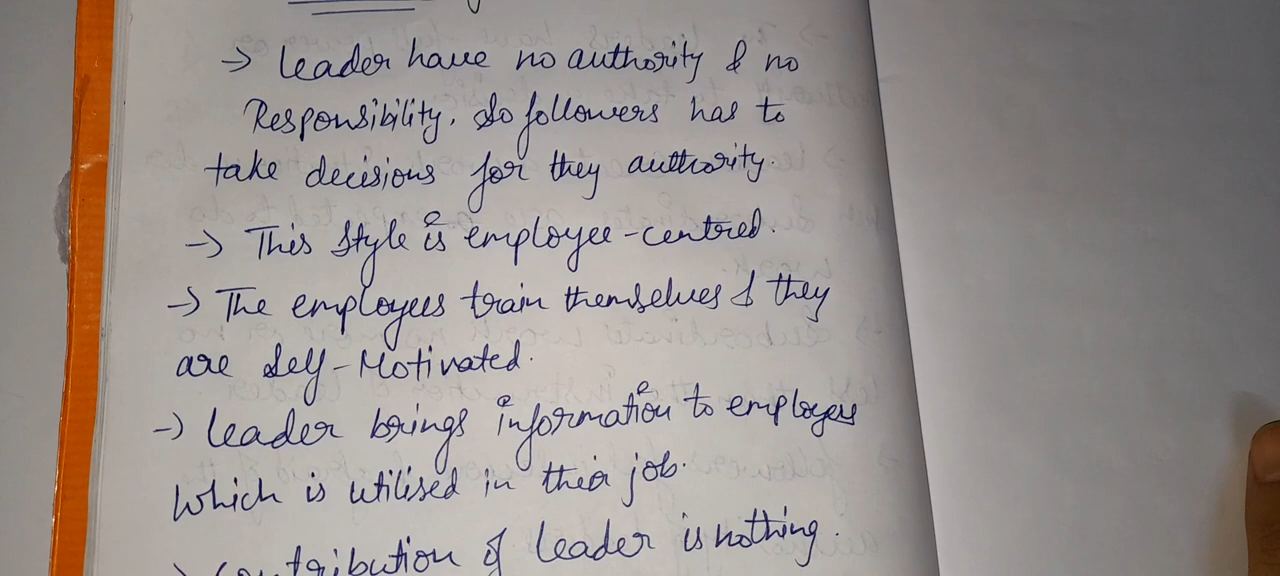 → Leader have no authority & no
Responsibility. So followers has to
take decisions for they authority
→ This Style is employee-centred.
→ The employees train themselves & they
are Self-Motivated.
→ Leader brings information to employees
which is utilised in their job.
→ Contribution of leader is nothing.